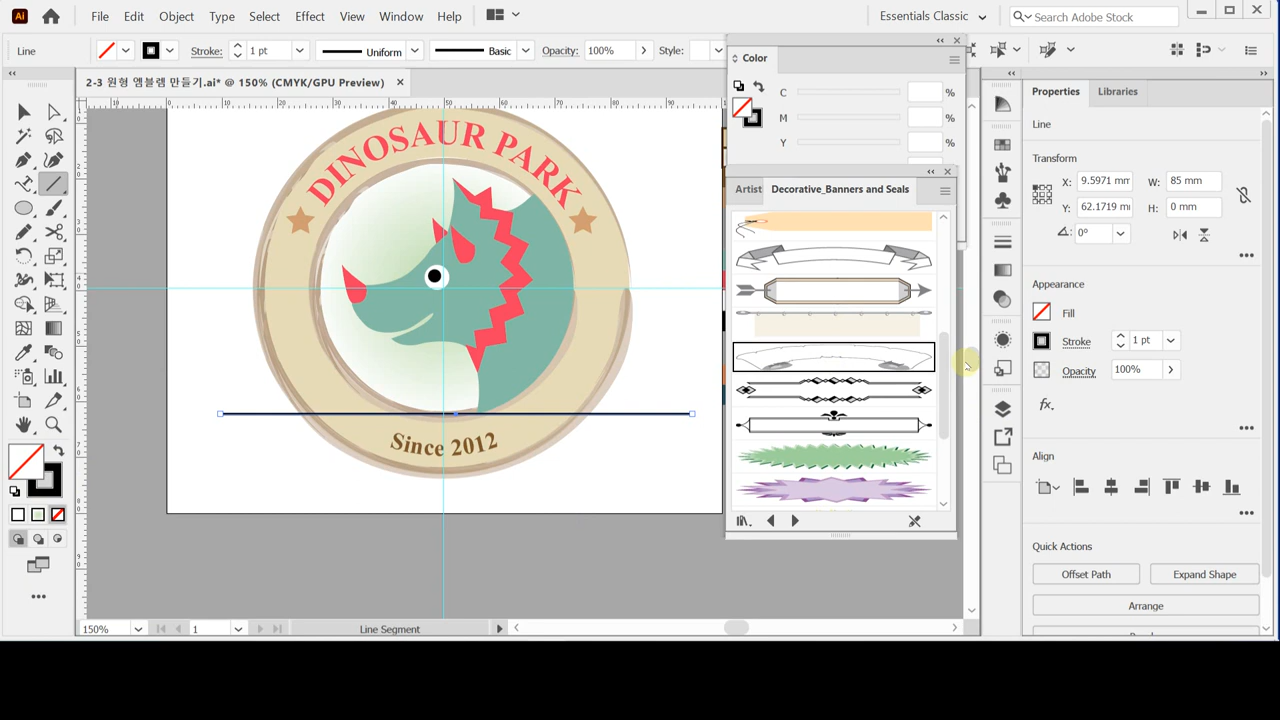 Ai File Edit Object Type Select Effect View Window Help Essentials Classic Search Adobe Stock
Line Stroke: 1 pt Uniform Basic Opacity: 100% Style:
2-3 원형 엠블렘 만들기.ai* @ 150% (CMYK/GPU Preview)
Color
C %
M %
Y %
Artist Decorative_Banners and Seals
DINOSAUR PARK
Since 2012
Properties Libraries
Line
Transform
X: 9.5971 mm W: 85 mm
Y: 62.1719 m H: 0 mm
0°
Appearance
Fill
Stroke 1 pt
Opacity 100%
fx.
Align
Quick Actions
Offset Path Expand Shape
Arrange
150% 1 Line Segment